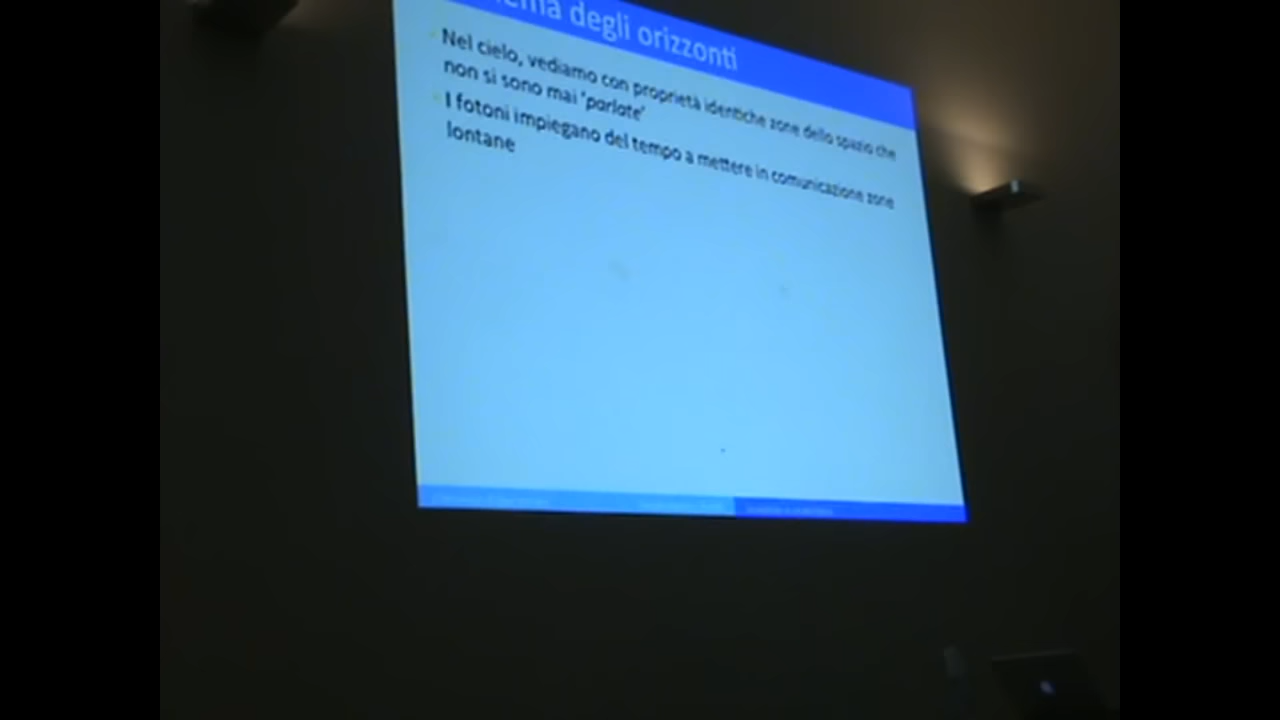 degli orizzonti
Nel cielo, vediamo con proprietà identiche zone dello spazio che
non si sono mai 'parlate'
I fotoni impiegano del tempo a mettere in comunicazione zone
lontane